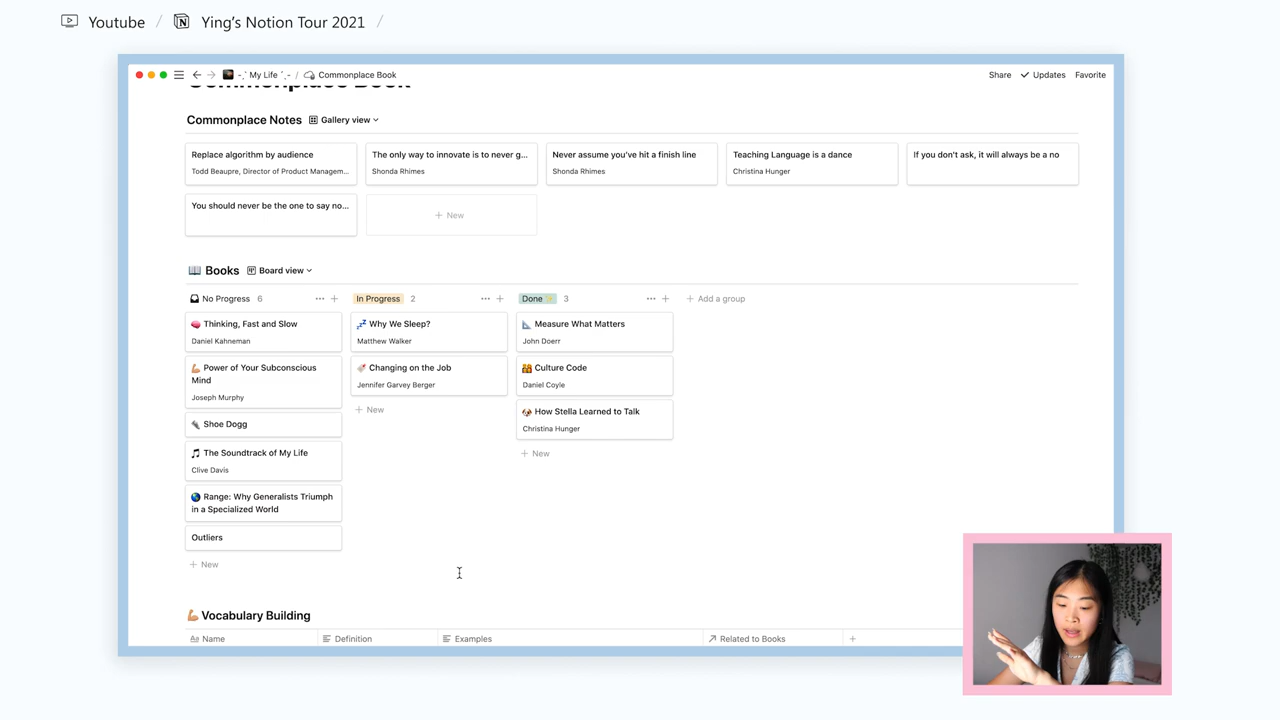 Youtube / Ying's Notion Tour 2021 /
-ˏˋ My Life ˊˎ- / Commonplace Book
Share Updates Favorite
Commonplace Book
Commonplace Notes Gallery view
Replace algorithm by audience
Todd Beaupre, Director of Product Managem...
The only way to innovate is to never g...
Shonda Rhimes
Never assume you've hit a finish line
Shonda Rhimes
Teaching Language is a dance
Christina Hunger
If you don't ask, it will always be a no
You should never be the one to say no...
+ New
Books Board view
No Progress 6
In Progress 2
Done 3
+ Add a group
Thinking, Fast and Slow
Daniel Kahneman
Power of Your Subconscious
Mind
Joseph Murphy
Shoe Dogg
The Soundtrack of My Life
Clive Davis
Range: Why Generalists Triumph
in a Specialized World
Outliers
+ New
Why We Sleep?
Matthew Walker
Changing on the Job
Jennifer Garvey Berger
+ New
Measure What Matters
John Doerr
Culture Code
Daniel Coyle
How Stella Learned to Talk
Christina Hunger
+ New
Vocabulary Building
Aa Name Definition Examples Related to Books +